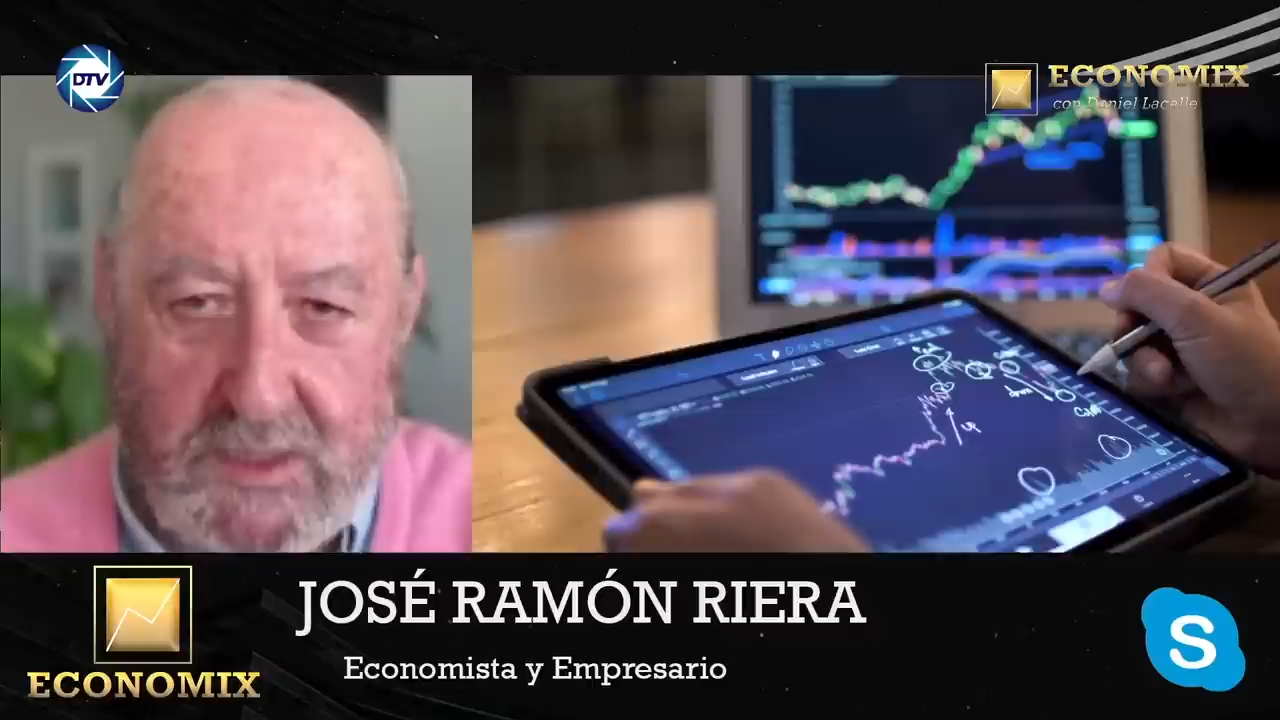 DTV
ECONOMIX
con Daniel Lacalle
JOSÉ RAMÓN RIERA
Economista y Empresario
ECONOMIX
S